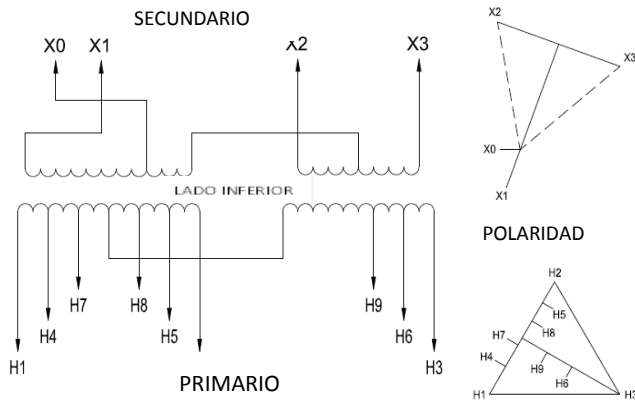 SECUNDARIO
X0 X1 X2 X3
LADO INFERIOR
H7 H8 H9
H4 H5 H6
H1 H3
PRIMARIO
X2
X3
X0
X1
POLARIDAD
H2
H5
H8
H7
H4
H9
H6
H1 H3